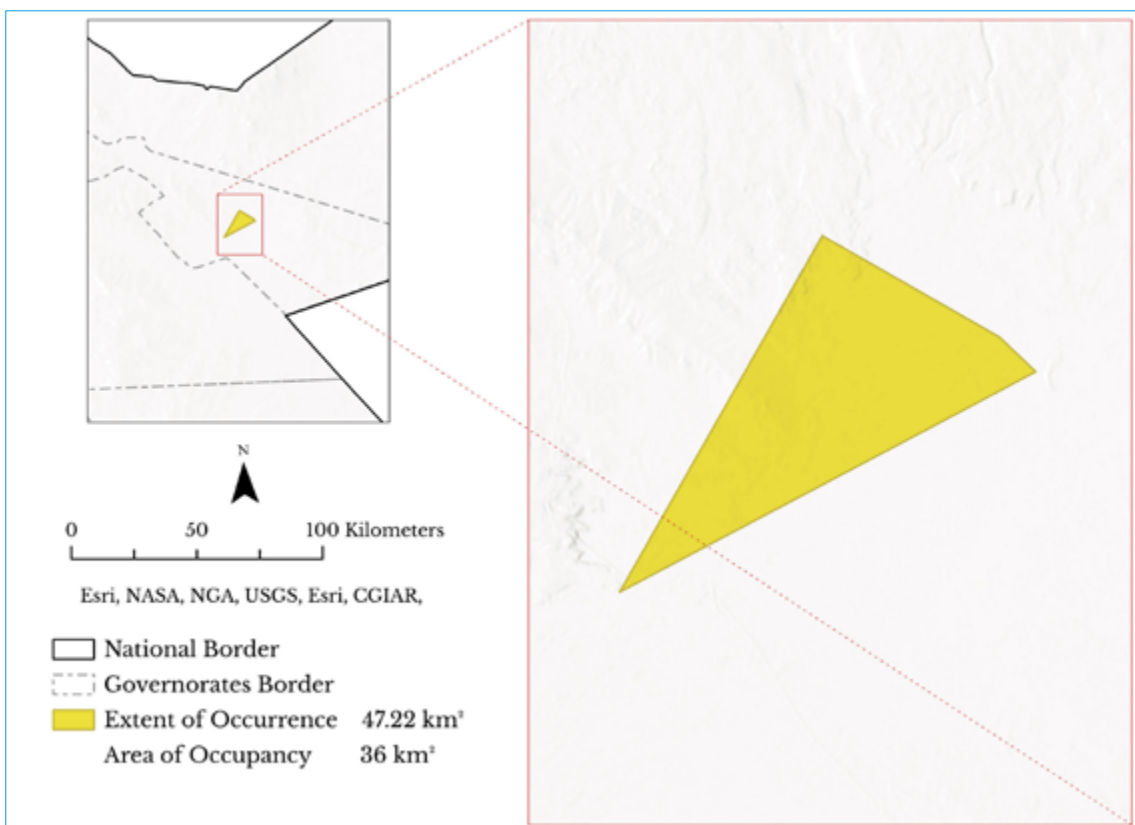 N
0 50 100 Kilometers
Esri, NASA, NGA, USGS, Esri, CGIAR,
National Border
Governorates Border
Extent of Occurrence 47.22 km²
Area of Occupancy 36 km²